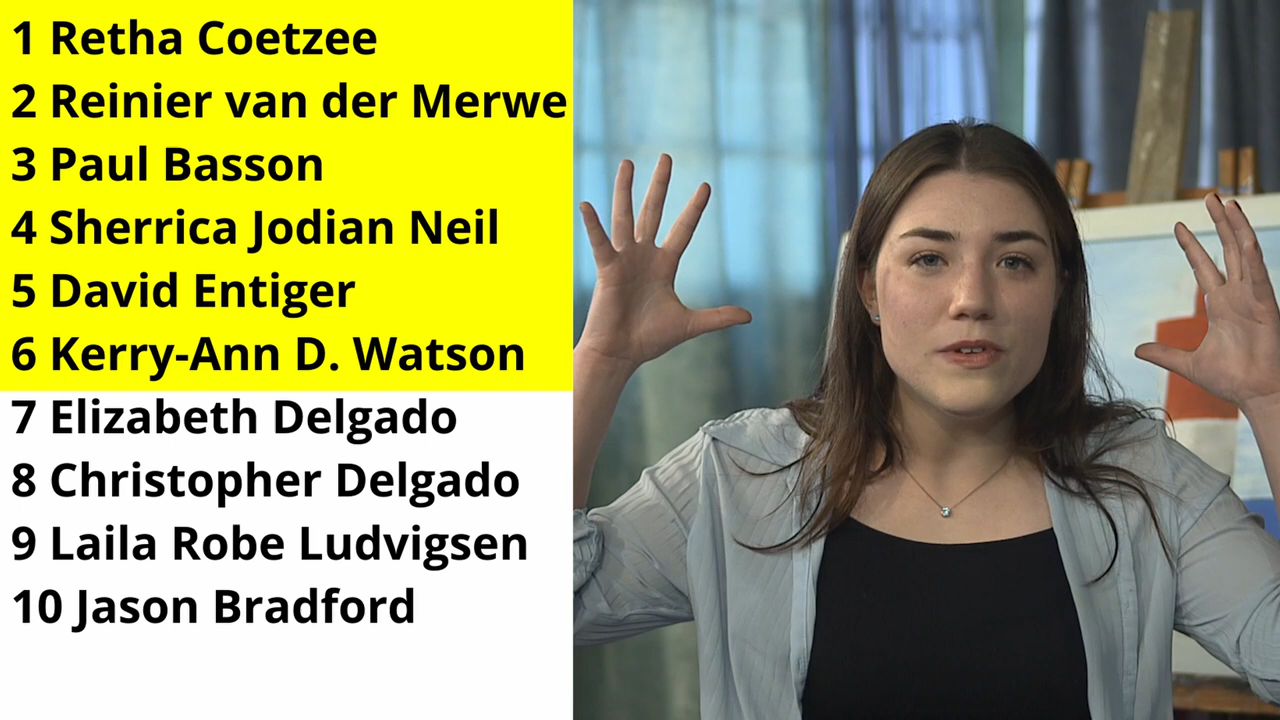 1 Retha Coetzee
2 Reinier van der Merwe
3 Paul Basson
4 Sherrica Jodian Neil
5 David Entiger
6 Kerry-Ann D. Watson
7 Elizabeth Delgado
8 Christopher Delgado
9 Laila Robe Ludvigsen
10 Jason Bradford